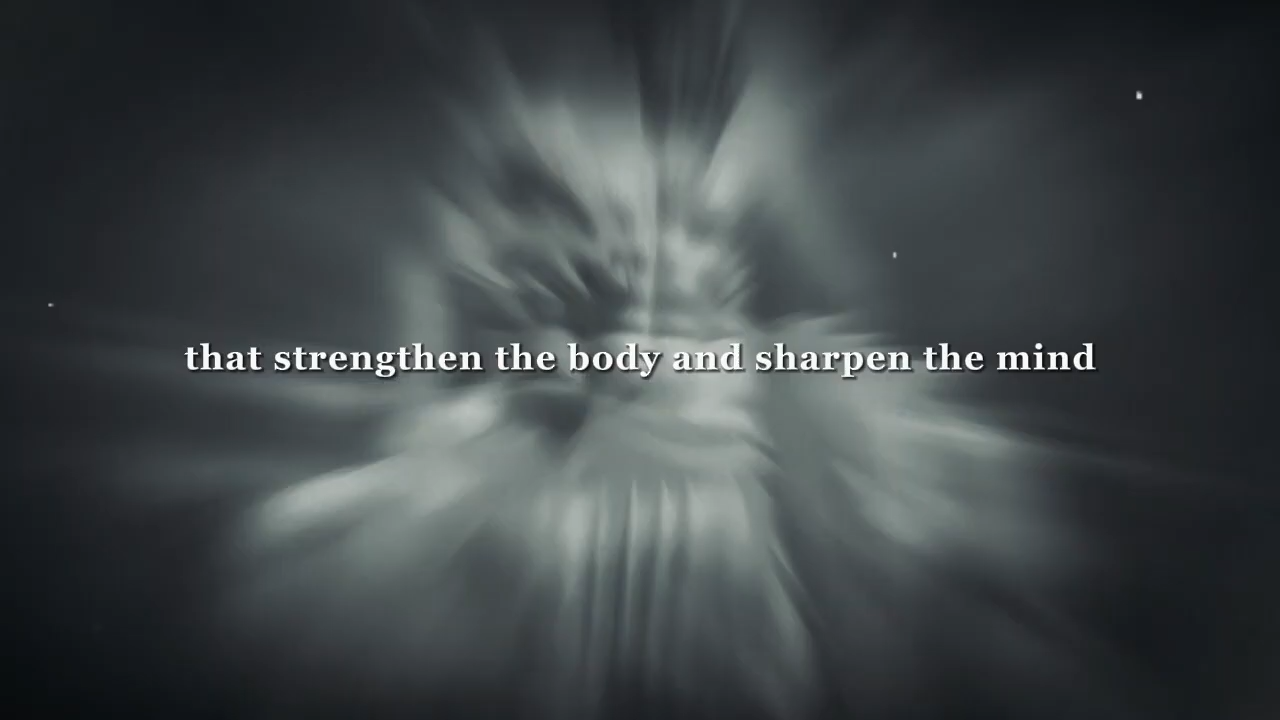 that strengthen the body and sharpen the mind